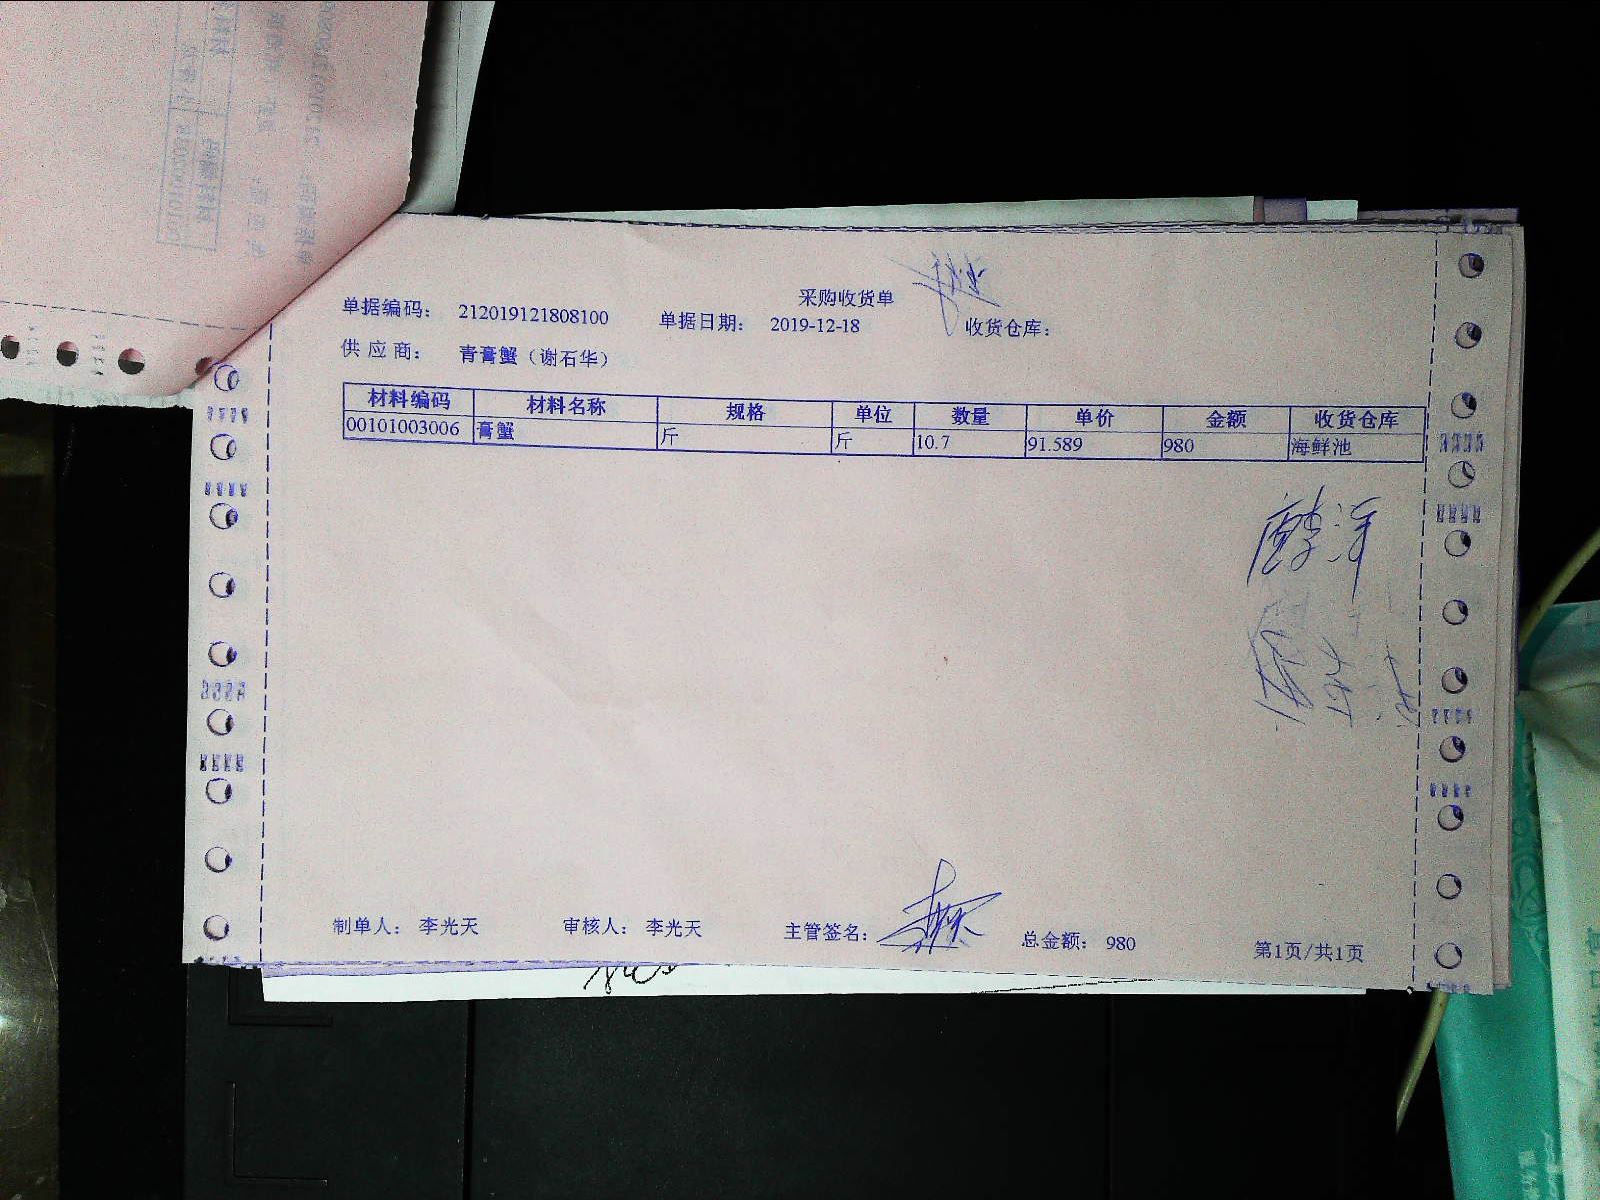 采购收货单
单据编码： 212019121808100 单据日期： 2019-12-18 收货仓库：
供应商： 青膏蟹（谢石华）
材料编码 材料名称 规格 单位 数量 单价 金额 收货仓库
00101003006 膏蟹 斤 斤 10.7 91.589 980 海鲜池
制单人： 李光天 审核人： 李光天 主管签名： 总金额： 980 第1页/共1页